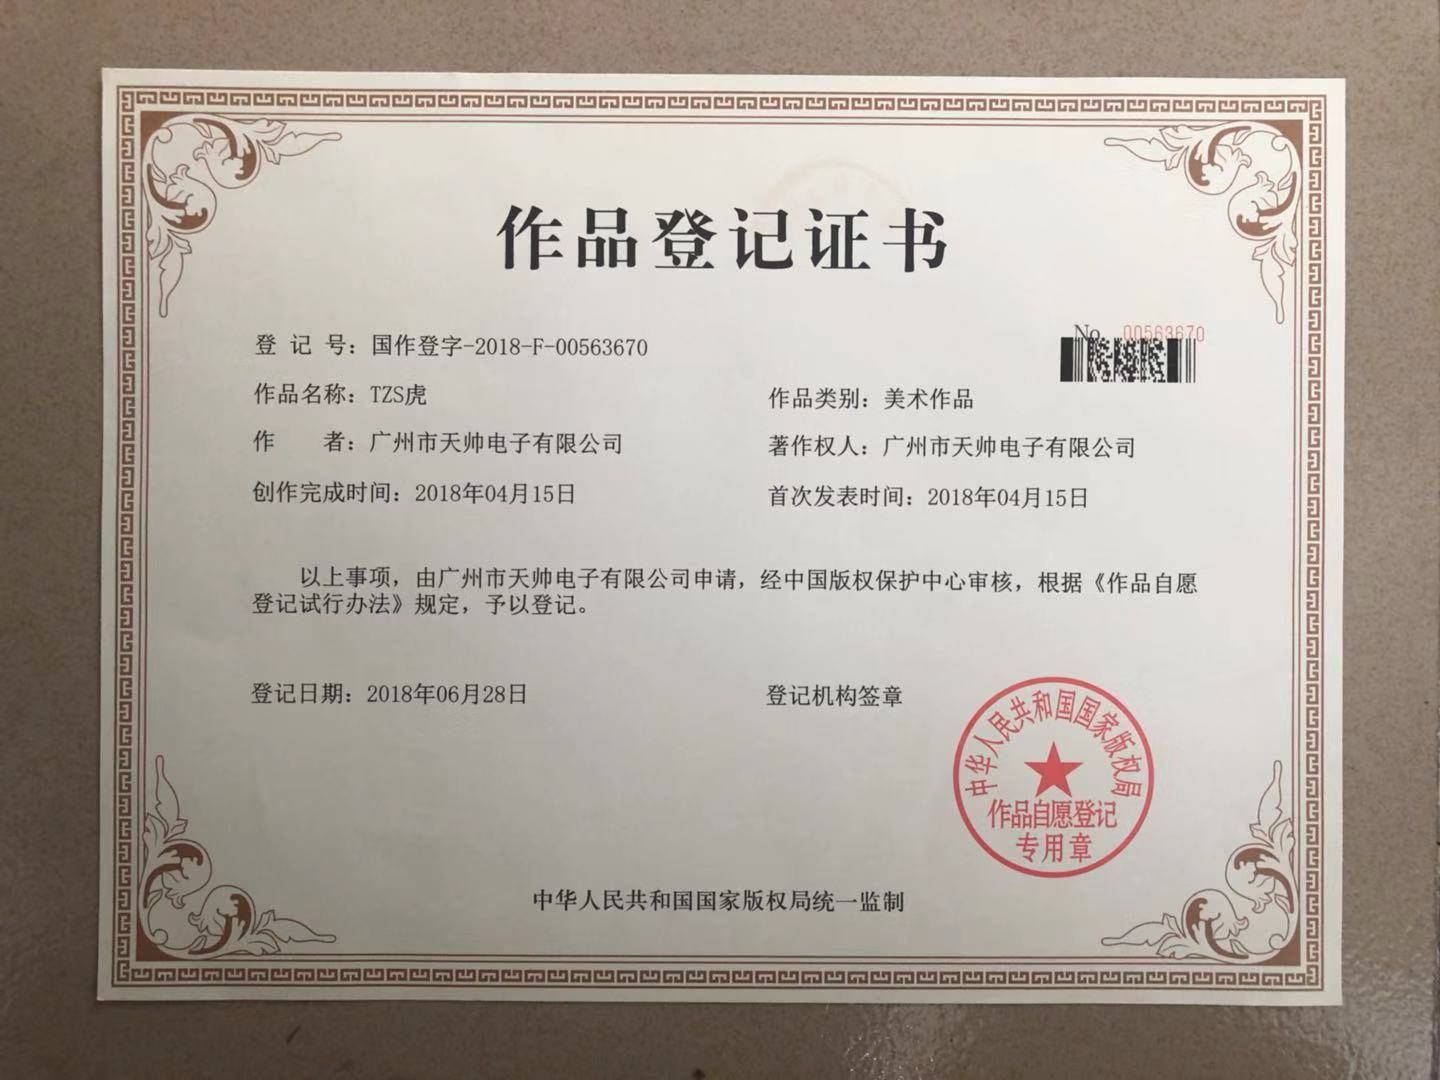 作品登记证书
No. 00563670
登 记 号：国作登字-2018-F-00563670
作品名称：TZS虎
作品类别：美术作品
作 者：广州市天帅电子有限公司
著作权人：广州市天帅电子有限公司
创作完成时间：2018年04月15日
首次发表时间：2018年04月15日
以上事项，由广州市天帅电子有限公司申请，经中国版权保护中心审核，根据《作品自愿
登记试行办法》规定，予以登记。
登记日期：2018年06月28日
登记机构签章
中华人民共和国国家版权局
作品自愿登记
专用章
中华人民共和国国家版权局统一监制